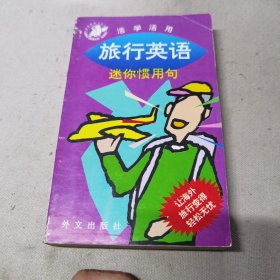 活学活用
旅行英语
迷你惯用句
让海外
旅行变得
轻松无忧
外文出版社